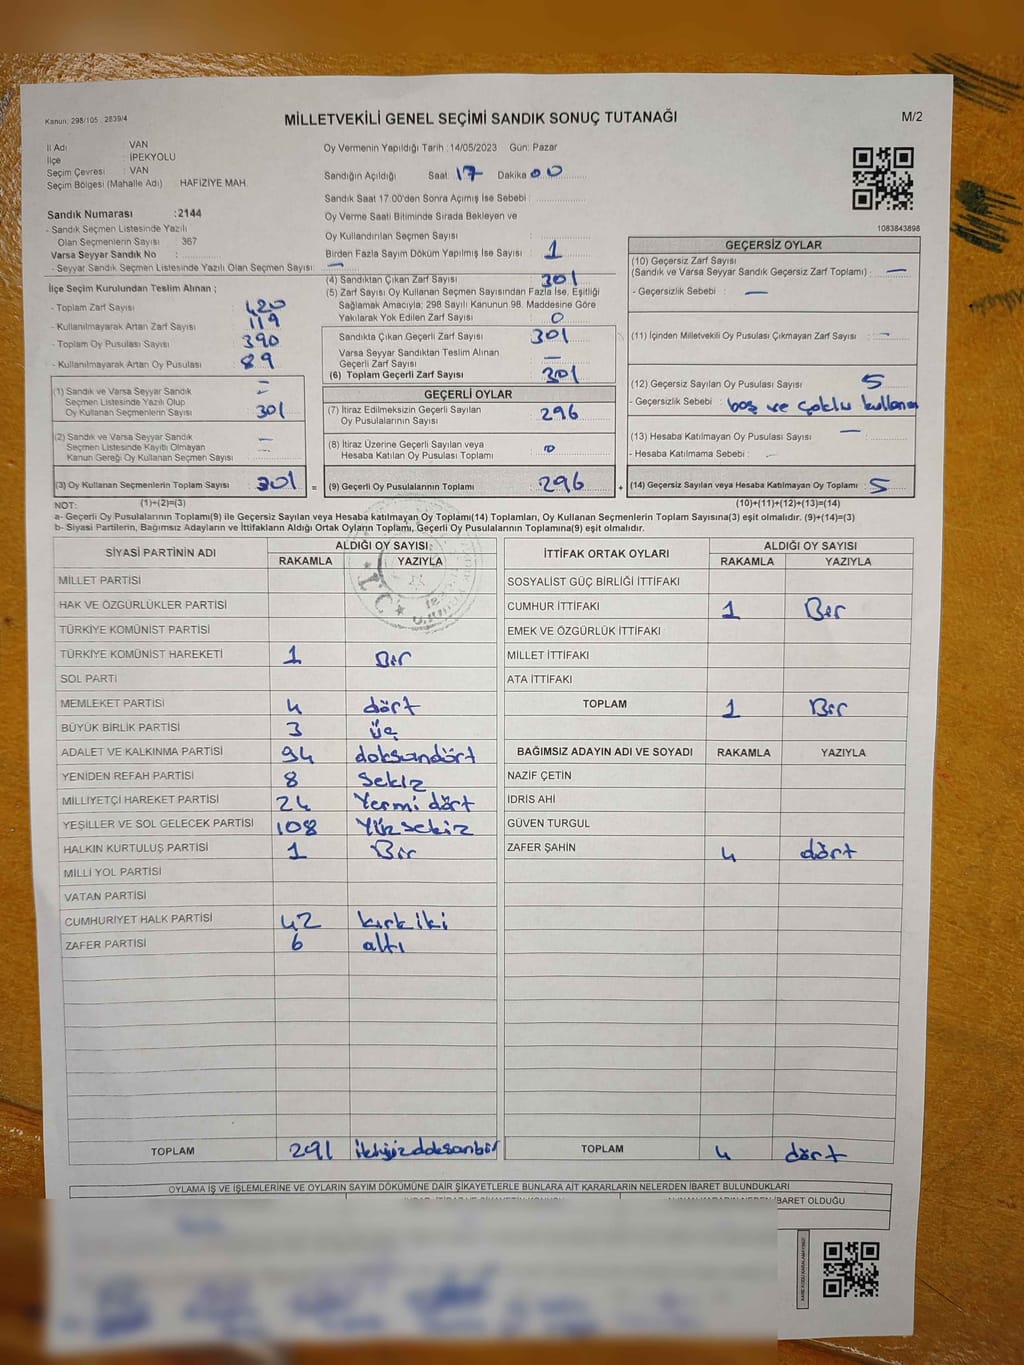 Kanun: 298/105 , 2839/4
MİLLETVEKİLİ GENEL SEÇİMİ SANDIK SONUÇ TUTANAĞI
M/2
İl Adı VAN
İlçe : İPEKYOLU
Seçim Çevresi : VAN
Seçim Bölgesi (Mahalle Adı) HAFIZİYE MAH.
Sandık Numarası :2144
- Sandık Seçmen Listesinde Yazılı
Olan Seçmenlerin Sayısı : 367
Varsa Seyyar Sandık No :
- Seyyar Sandık Seçmen Listesinde Yazılı Olan Seçmen Sayısı: —
Oy Vermenin Yapıldığı Tarih :14/05/2023 Gün: Pazar
Sandığın Açıldığı Saat: 17 Dakika 00
Sandık Saat 17:00'den Sonra Açımış İse Sebebi :
Oy Verme Saati Bitiminde Sırada Bekleyen ve
Oy Kullandırılan Seçmen Sayısı
Birden Fazla Sayım Döküm Yapılmış İse Sayısı : 1
1083843898
İlçe Seçim Kurulundan Teslim Alınan ;
- Toplam Zarf Sayısı 420
- Kullanılmayarak Artan Zarf Sayısı 119
- Toplam Oy Pusulası Sayısı 390
- Kullanılmayarak Artan Oy Pusulası 89
(1) Sandık ve Varsa Seyyar Sandık
Seçmen Listesinde Yazılı Olup
Oy Kullanan Seçmenlerin Sayısı 301
(2) Sandık ve Varsa Seyyar Sandık
Seçmen Listesinde Kayıtlı Olmayan
Kanun Gereği Oy Kullanan Seçmen Sayısı
(3) Oy Kullanan Seçmenlerin Toplam Sayısı 301
(4) Sandıktan Çıkan Zarf Sayısı 301
(5) Zarf Sayısı Oy Kullanan Seçmen Sayısından Fazla İse, Eşitliği
Sağlamak Amacıyla; 298 Sayılı Kanunun 98. Maddesine Göre
Yakılarak Yok Edilen Zarf Sayısı 0
Sandıkta Çıkan Geçerli Zarf Sayısı 301
Varsa Seyyar Sandıktan Teslim Alınan
Geçerli Zarf Sayısı —
(6) Toplam Geçerli Zarf Sayısı 301
GEÇERLİ OYLAR
(7) İtiraz Edilmeksizin Geçerli Sayılan
Oy Pusulalarının Sayısı 296
(8) İtiraz Üzerine Geçerli Sayılan veya
Hesaba Katılan Oy Pusulası Toplamı 0
= (9) Geçerli Oy Pusulalarının Toplamı 296 +
GEÇERSİZ OYLAR
(10) Geçersiz Zarf Sayısı
(Sandık ve Varsa Seyyar Sandık Geçersiz Zarf Toplamı) : —
- Geçersizlik Sebebi : —
(11) İçinden Milletvekili Oy Pusulası Çıkmayan Zarf Sayısı : —
(12) Geçersiz Sayılan Oy Pusulası Sayısı 5
- Geçersizlik Sebebi : boş ve çoklu kullanım
(13) Hesaba Katılmayan Oy Pusulası Sayısı —
- Hesaba Katılmama Sebebi :
(14) Geçersiz Sayılan veya Hesaba Katılmayan Oy Toplamı : 5
NOT: (1)+(2)=(3)
(10)+(11)+(12)+(13)=(14)
a- Geçerli Oy Pusulalarının Toplamı(9) ile Geçersiz Sayılan veya Hesaba katılmayan Oy Toplamı(14) Toplamları, Oy Kullanan Seçmenlerin Toplam Sayısına(3) eşit olmalıdır. (9)+(14)=(3)
b- Siyasi Partilerin, Bağımsız Adayların ve İttifakların Aldığı Ortak Oyların Toplamı, Geçerli Oy Pusulalarının Toplamına(9) eşit olmalıdır.
SİYASİ PARTİNİN ADI ALDIĞI OY SAYISI:
RAKAMLA YAZIYLA
MİLLET PARTİSİ
HAK VE ÖZGÜRLÜKLER PARTİSİ
TÜRKİYE KOMÜNİST PARTİSİ
TÜRKİYE KOMÜNİST HAREKETİ 1 Bir
SOL PARTİ
MEMLEKET PARTİSİ 4 dört
BÜYÜK BİRLİK PARTİSİ 3 üç
ADALET VE KALKINMA PARTİSİ 94 doksandört
YENİDEN REFAH PARTİSİ 8 Sekiz
MİLLİYETÇİ HAREKET PARTİSİ 24 Yermi dört
YEŞİLLER VE SOL GELECEK PARTİSİ 108 Yüzsekiz
HALKIN KURTULUŞ PARTİSİ 1 Bir
MİLLİ YOL PARTİSİ
VATAN PARTİSİ
CUMHURİYET HALK PARTİSİ 42 kırkiki
ZAFER PARTİSİ 6 altı
TOPLAM 291 ikiyüzdoksanbir
İTTİFAK ORTAK OYLARI ALDIĞI OY SAYISI
RAKAMLA YAZIYLA
SOSYALİST GÜÇ BİRLİĞİ İTTİFAKI
CUMHUR İTTİFAKI 1 Bir
EMEK VE ÖZGÜRLÜK İTTİFAKI
MİLLET İTTİFAKI
ATA İTTİFAKI
TOPLAM 1 Bir
BAĞIMSIZ ADAYIN ADI VE SOYADI RAKAMLA YAZIYLA
NAZİF ÇETİN
İDRİS AHİ
GÜVEN TURGUL
ZAFER ŞAHİN 4 dört
TOPLAM 4 dört
OYLAMA İŞ VE İŞLEMLERİNE VE OYLARIN SAYIM DÖKÜMÜNE DAİR ŞİKAYETLERLE BUNLARA AİT KARARLARIN NELERDEN İBARET BULUNDUKLARI
İBARET OLDUĞU